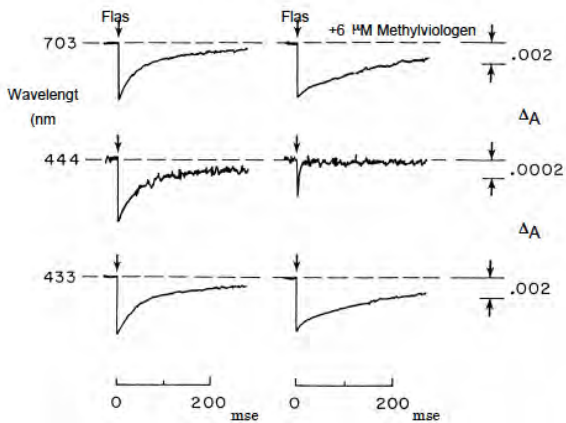 Flas Flas
+6 µM Methylviologen
703 .002
Wavelengt
(nm
ΔA
444 .0002
ΔA
433 .002
0 200 mse 0 200 mse